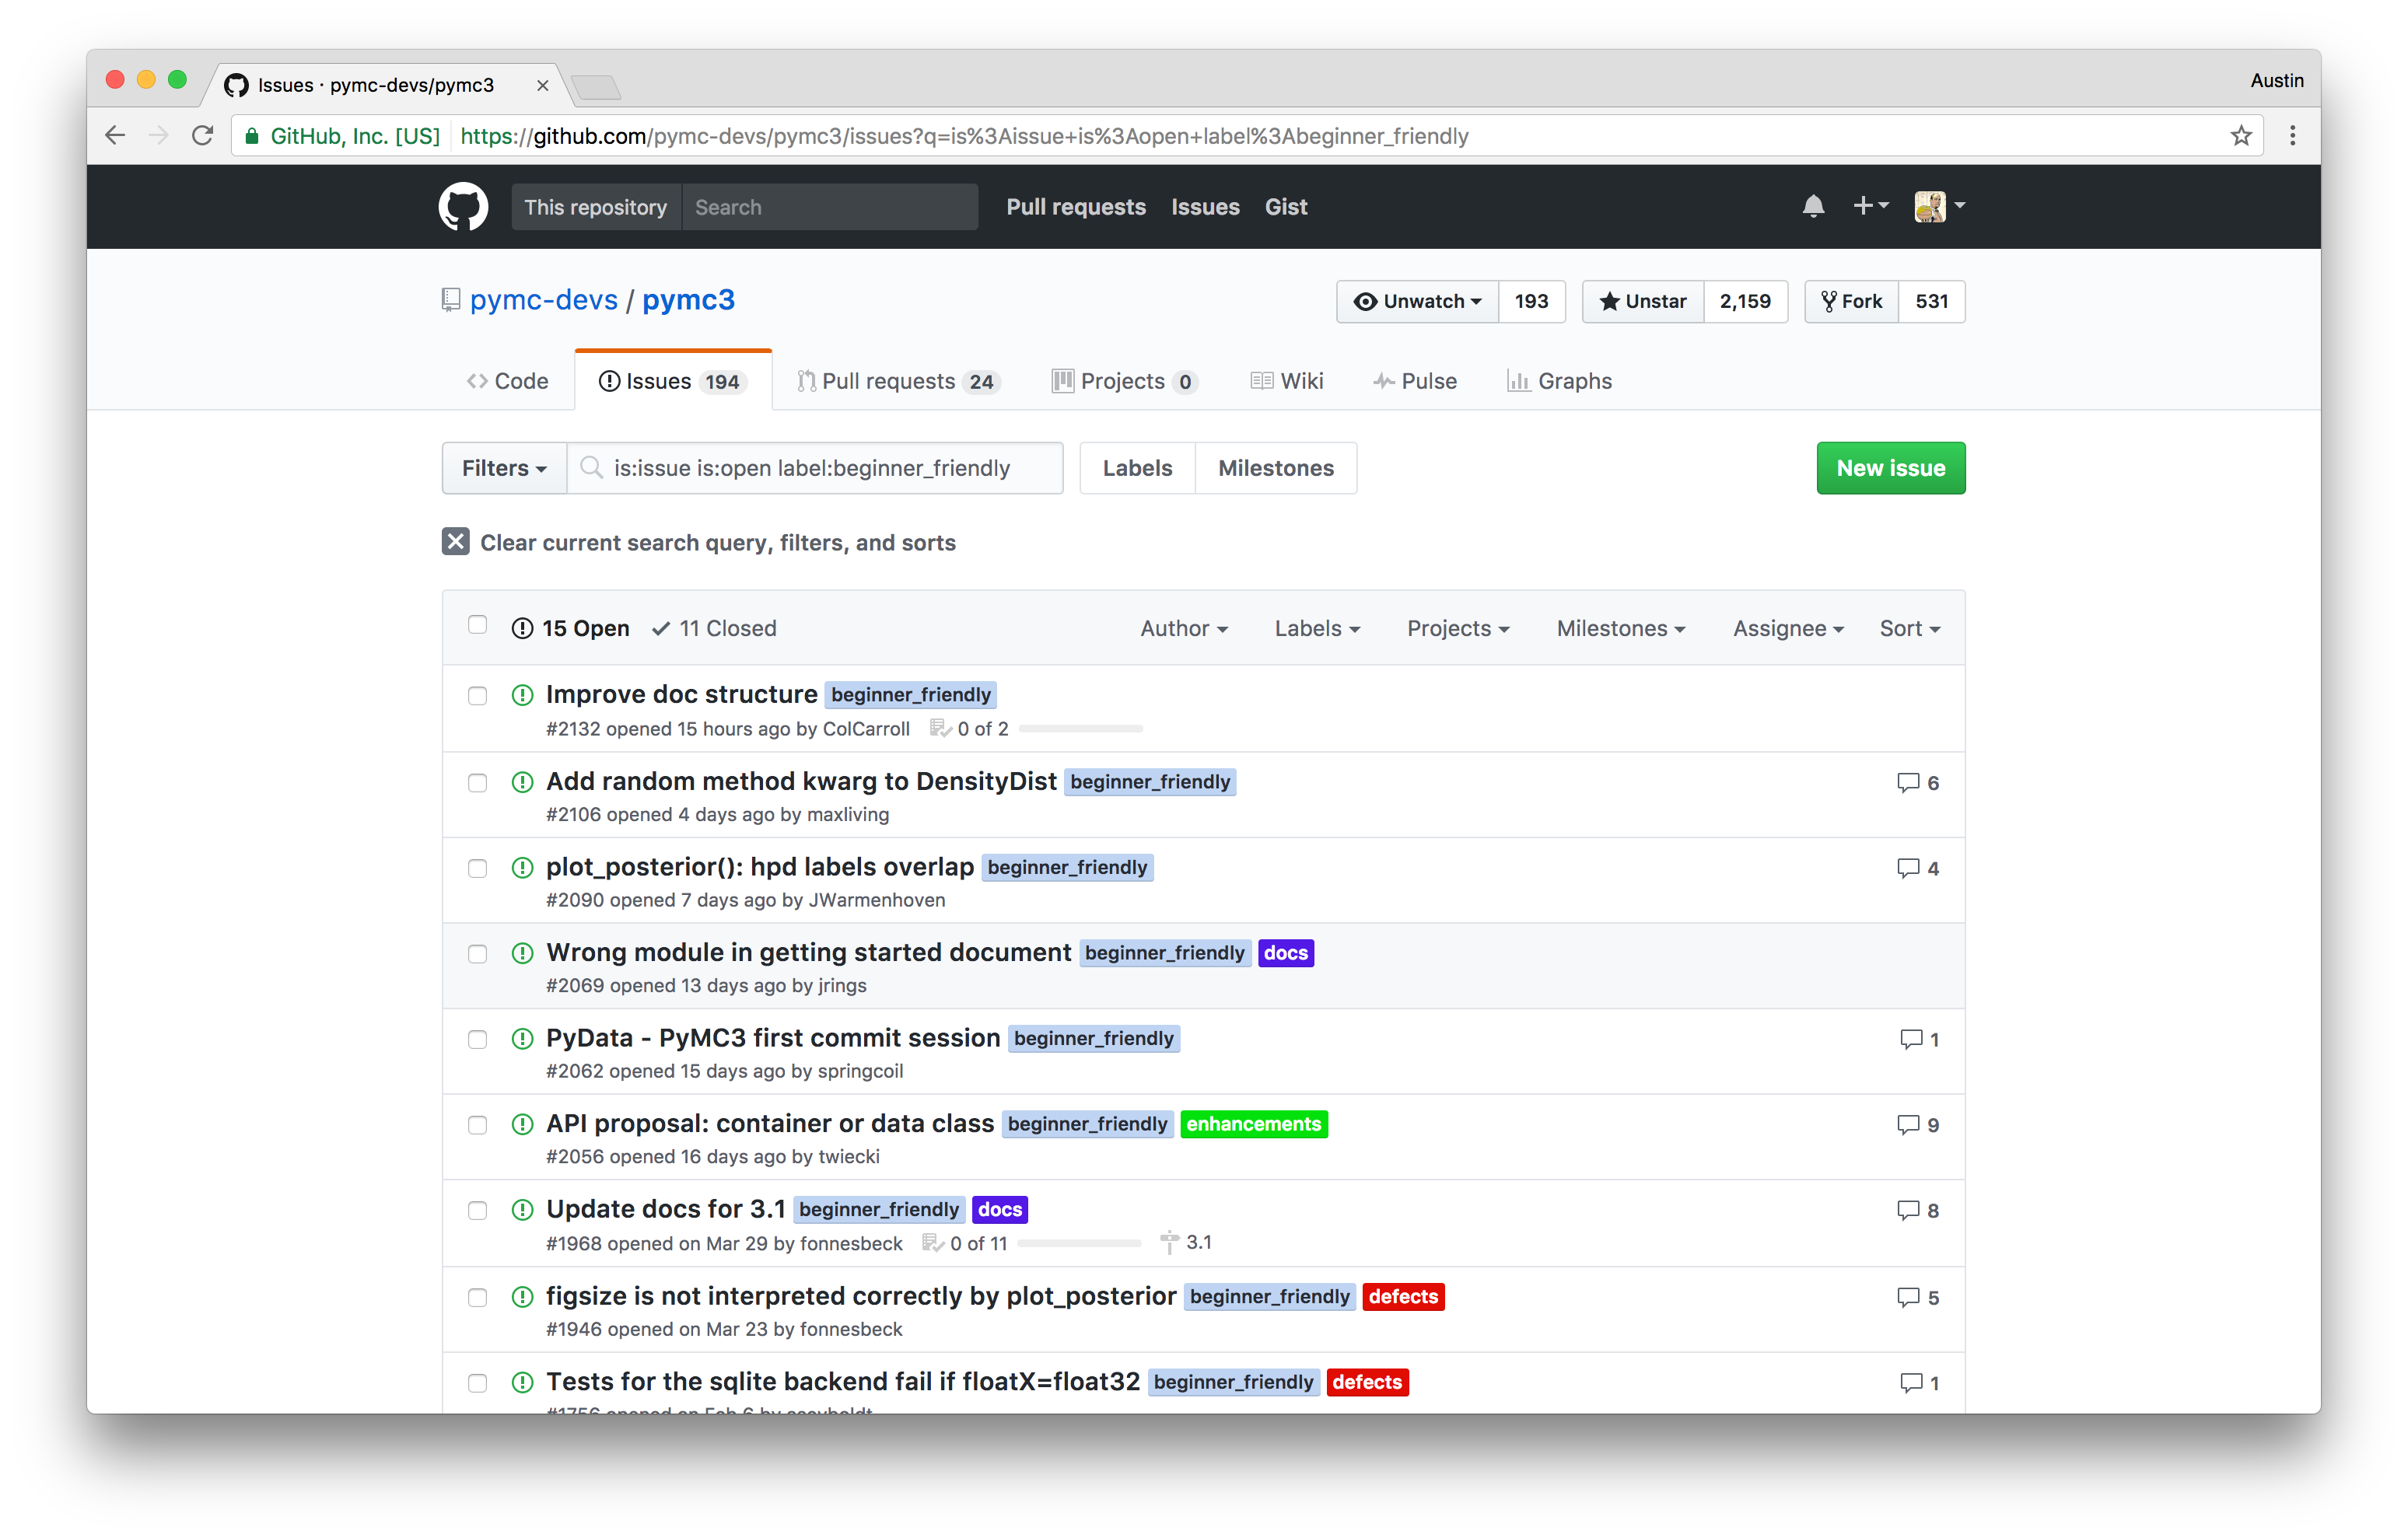 Issues · pymc-devs/pymc3
Austin
GitHub, Inc. [US] https://github.com/pymc-devs/pymc3/issues?q=is%3Aissue+is%3Aopen+label%3Abeginner_friendly
This repository Search Pull requests Issues Gist
pymc-devs / pymc3 Unwatch 193 Unstar 2,159 Fork 531
Code Issues 194 Pull requests 24 Projects 0 Wiki Pulse Graphs
Filters is:issue is:open label:beginner_friendly Labels Milestones New issue
Clear current search query, filters, and sorts
15 Open 11 Closed Author Labels Projects Milestones Assignee Sort
Improve doc structure beginner_friendly
#2132 opened 15 hours ago by ColCarroll 0 of 2
Add random method kwarg to DensityDist beginner_friendly 6
#2106 opened 4 days ago by maxliving
plot_posterior(): hpd labels overlap beginner_friendly 4
#2090 opened 7 days ago by JWarmenhoven
Wrong module in getting started document beginner_friendly docs
#2069 opened 13 days ago by jrings
PyData - PyMC3 first commit session beginner_friendly 1
#2062 opened 15 days ago by springcoil
API proposal: container or data class beginner_friendly enhancements 9
#2056 opened 16 days ago by twiecki
Update docs for 3.1 beginner_friendly docs 8
#1968 opened on Mar 29 by fonnesbeck 0 of 11 3.1
figsize is not interpreted correctly by plot_posterior beginner_friendly defects 5
#1946 opened on Mar 23 by fonnesbeck
Tests for the sqlite backend fail if floatX=float32 beginner_friendly defects 1
#1756 opened on Feb 6 by